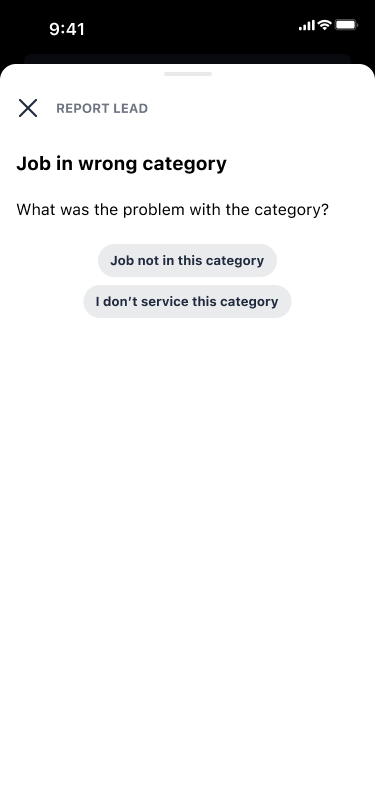 9:41
REPORT LEAD
Job in wrong category
What was the problem with the category?
Job not in this category
I don’t service this category